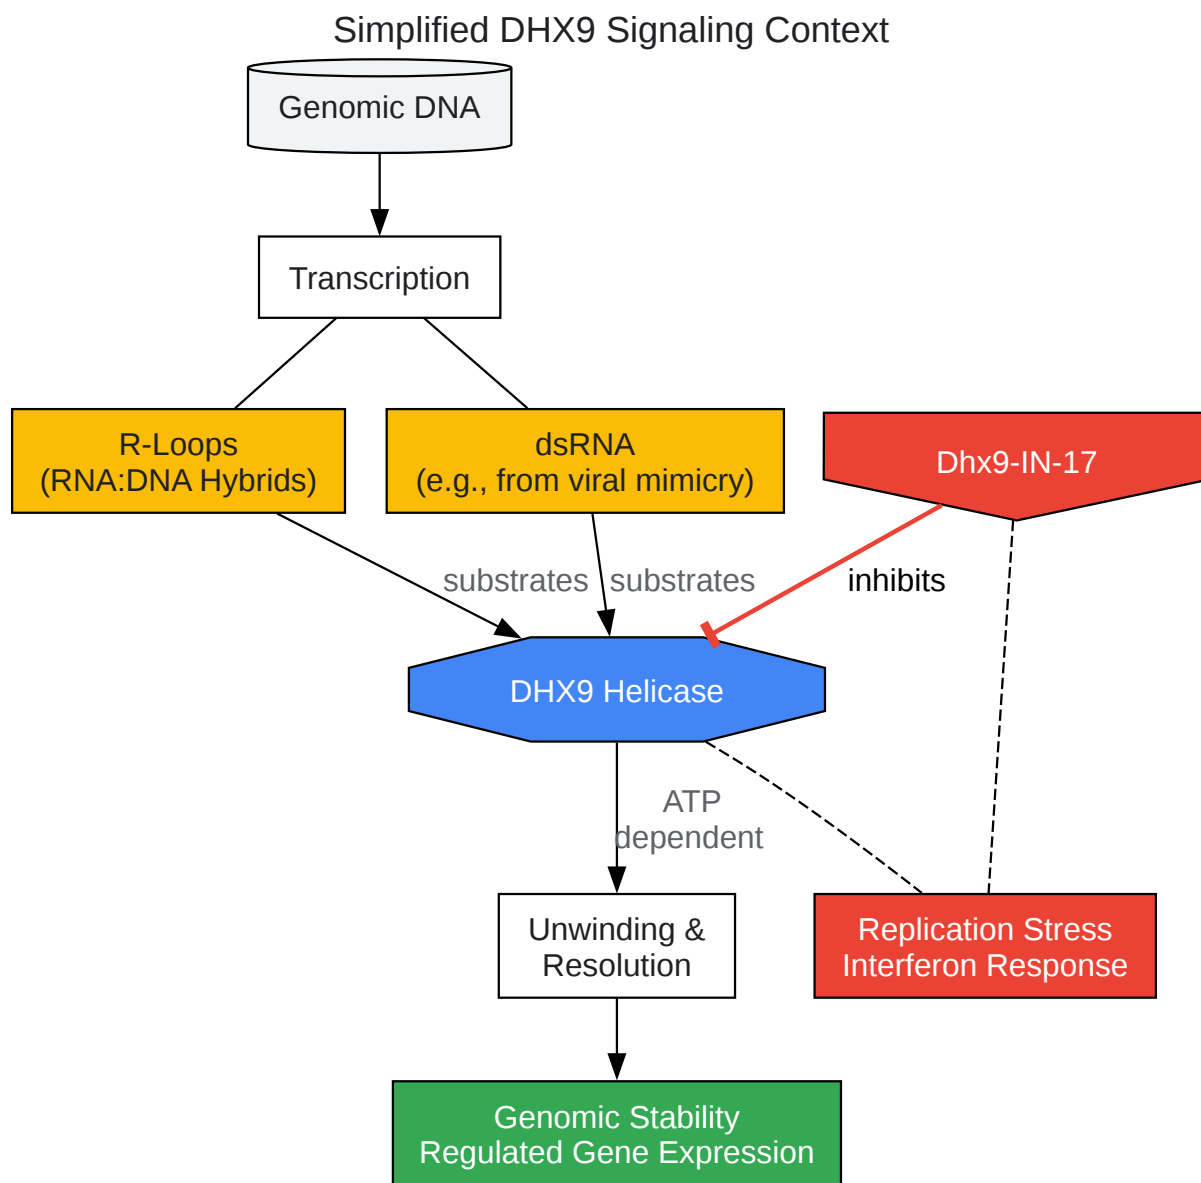 Simplified DHX9 Signaling Context
Genomic DNA
Transcription
R-Loops
(RNA:DNA Hybrids)
dsRNA
(e.g., from viral mimicry)
Dhx9-IN-17
substrates
substrates
inhibits
DHX9 Helicase
ATP
dependent
Unwinding &
Resolution
Replication Stress
Interferon Response
Genomic Stability
Regulated Gene Expression